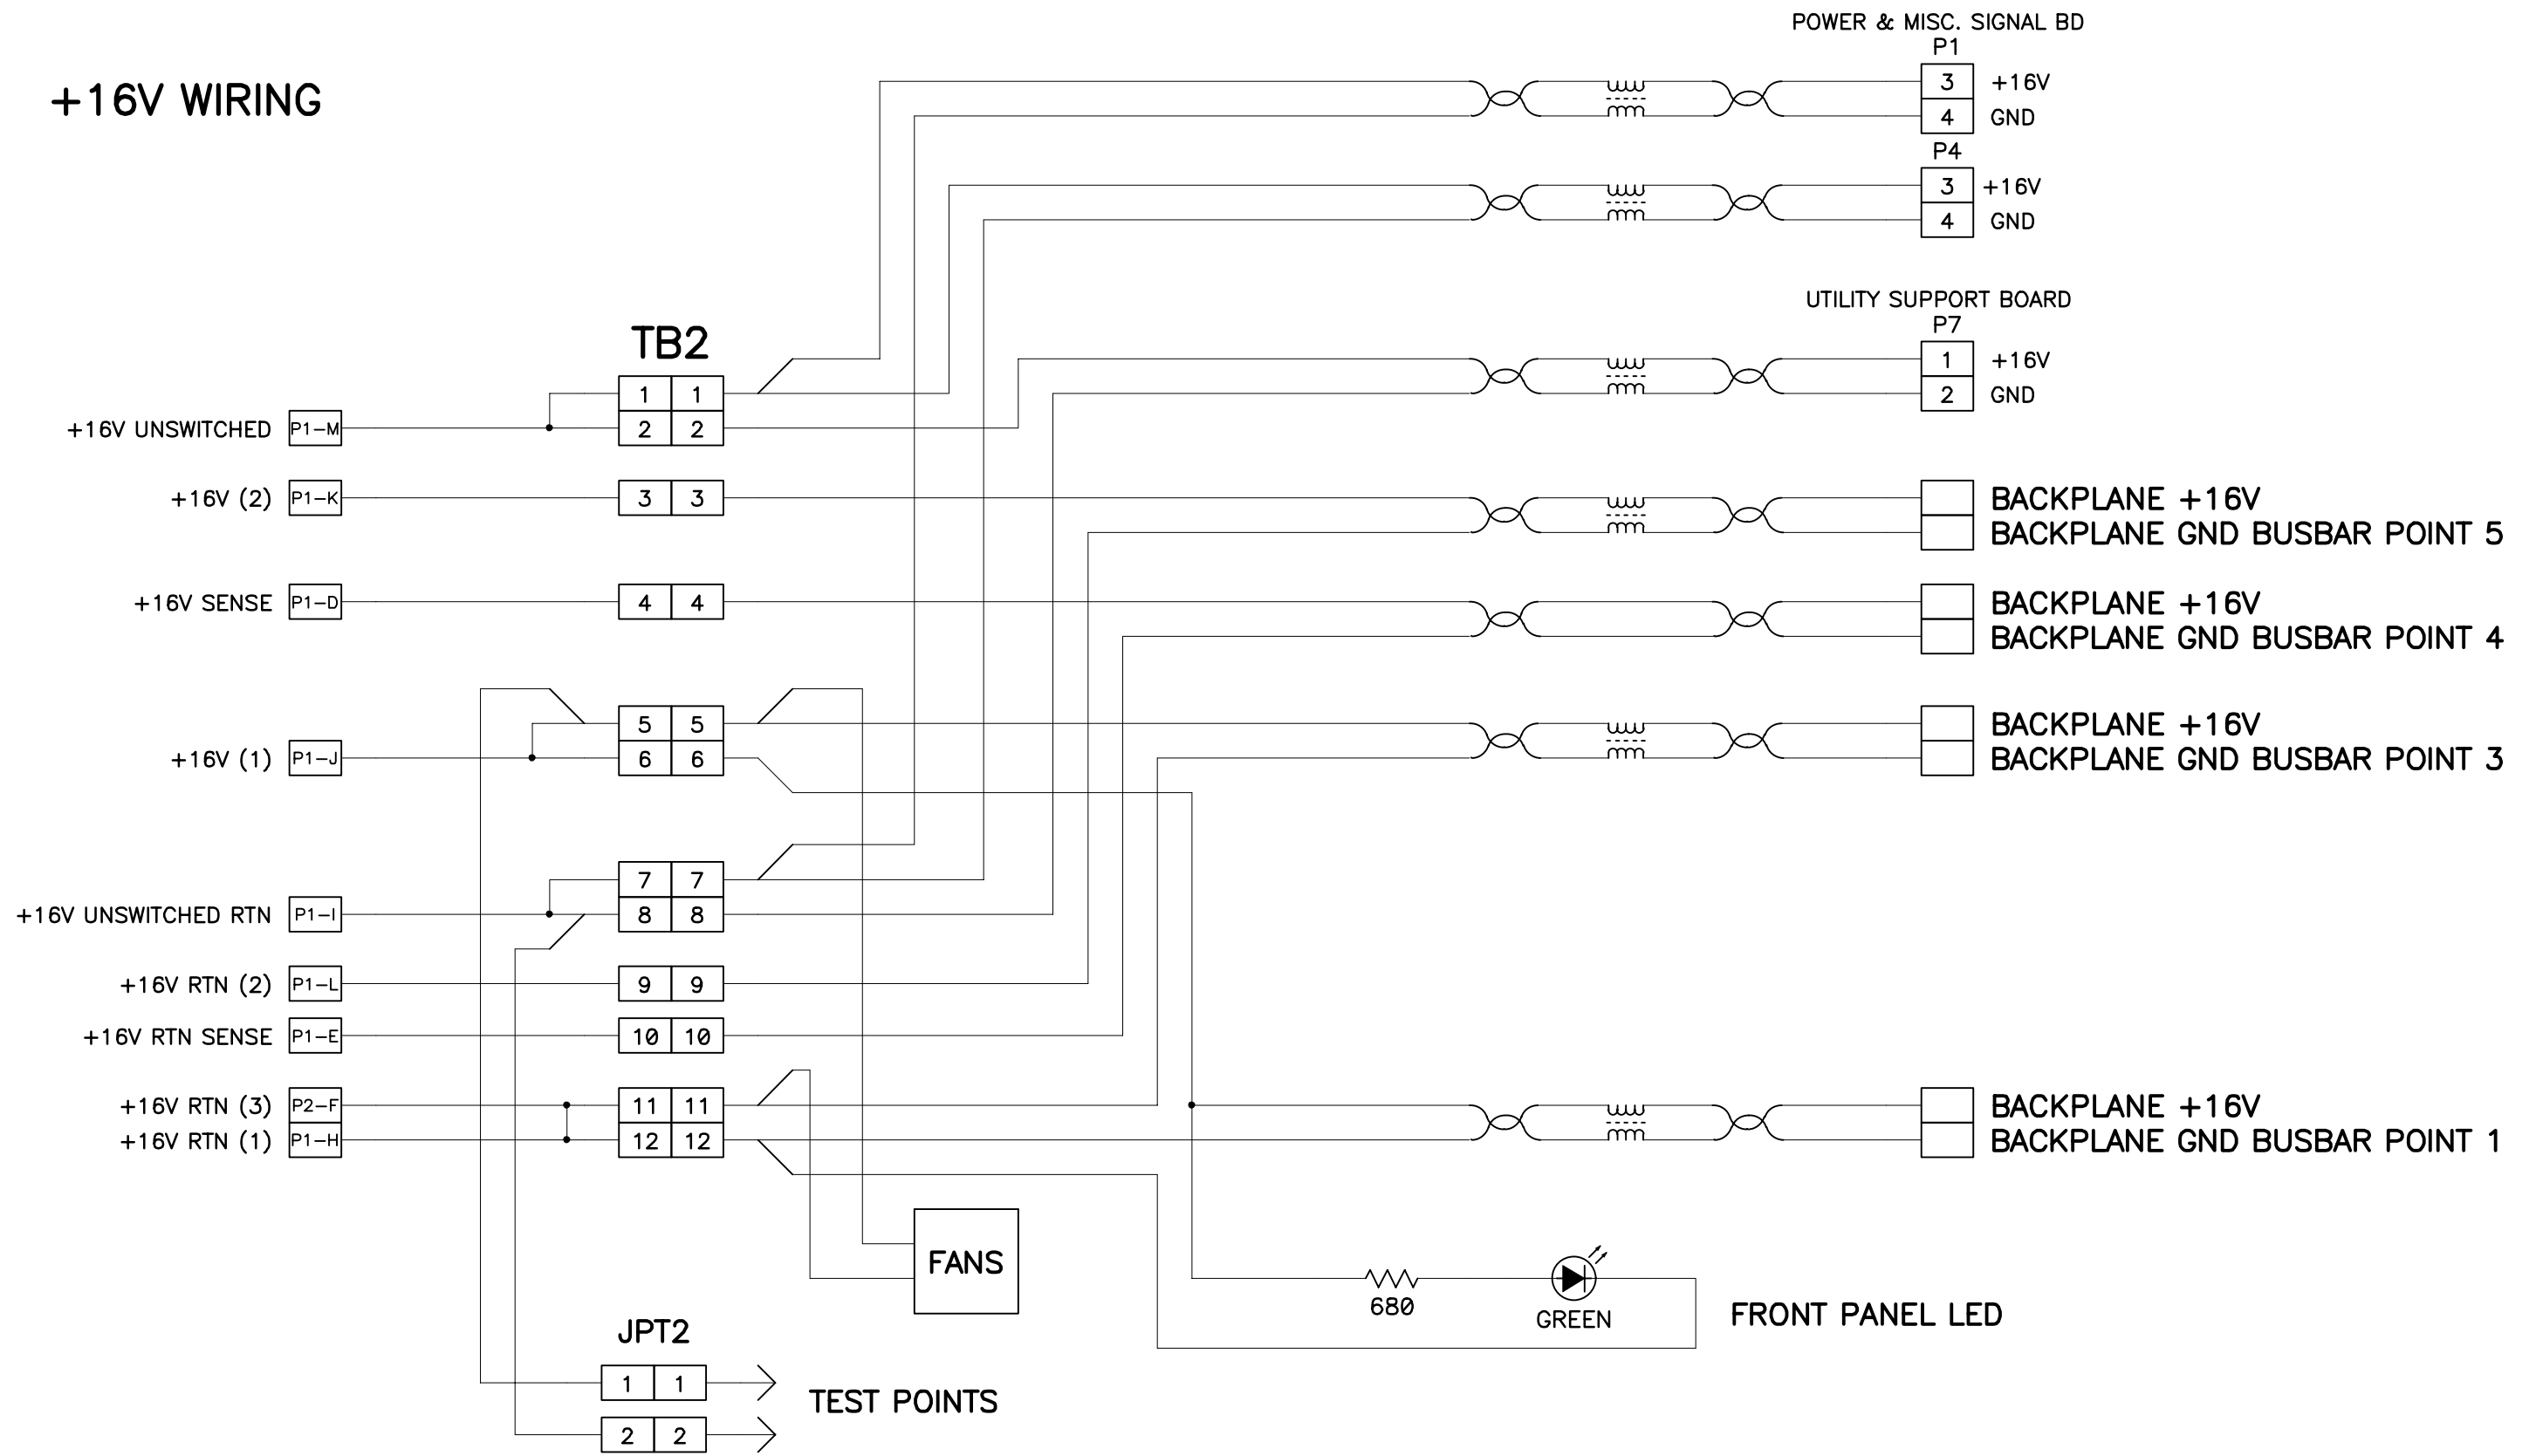 POWER & MISC. SIGNAL BD
P1
+16V WIRING
3 +16V
4 GND
P4
3 +16V
4 GND
UTILITY SUPPORT BOARD
P7
TB2
1 +16V
1 1
2 GND
+16V UNSWITCHED P1-M 2 2
+16V (2) P1-K 3 3 BACKPLANE +16V
BACKPLANE GND BUSBAR POINT 5
+16V SENSE P1-D 4 4 BACKPLANE +16V
BACKPLANE GND BUSBAR POINT 4
5 5 BACKPLANE +16V
+16V (1) P1-J 6 6 BACKPLANE GND BUSBAR POINT 3
7 7
+16V UNSWITCHED RTN P1-I 8 8
+16V RTN (2) P1-L 9 9
+16V RTN SENSE P1-E 10 10
+16V RTN (3) P2-F 11 11 BACKPLANE +16V
+16V RTN (1) P1-H 12 12 BACKPLANE GND BUSBAR POINT 1
FANS
680
GREEN
FRONT PANEL LED
JPT2
1 1
TEST POINTS
2 2